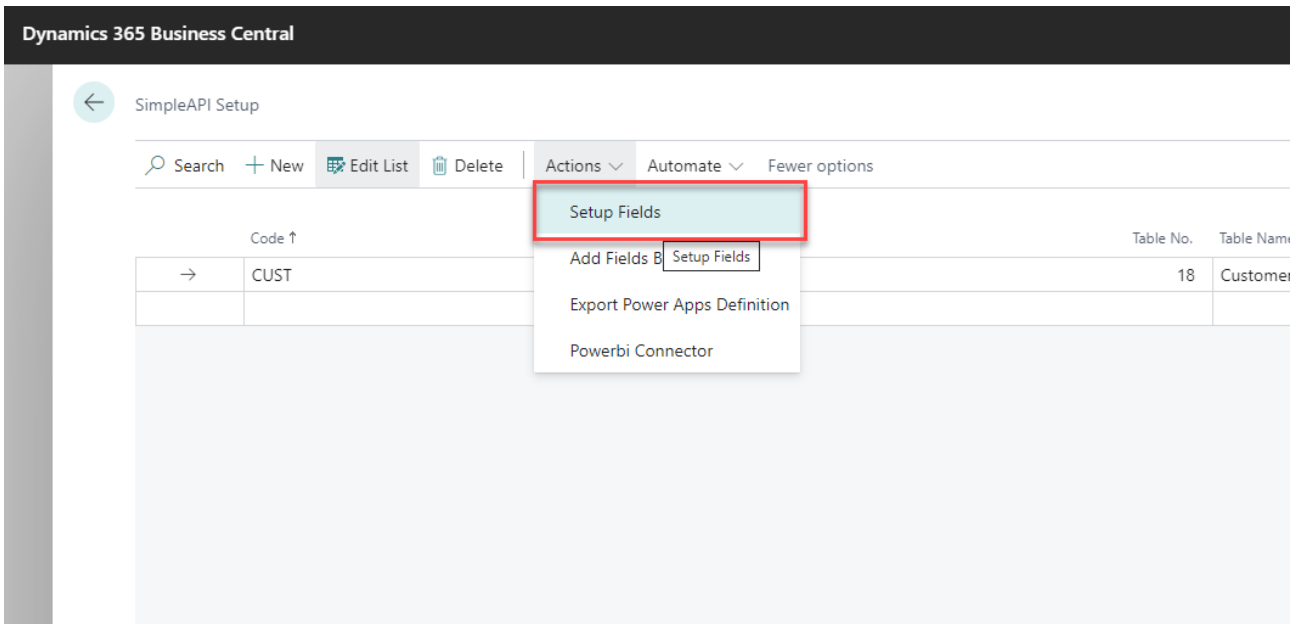 Dynamics 365 Business Central
SimpleAPI Setup
Search New Edit List Delete Actions Automate Fewer options
Setup Fields
Code ↑ Table No. Table Name
Add Fields B
Setup Fields
CUST 18 Customer
Export Power Apps Definition
Powerbi Connector